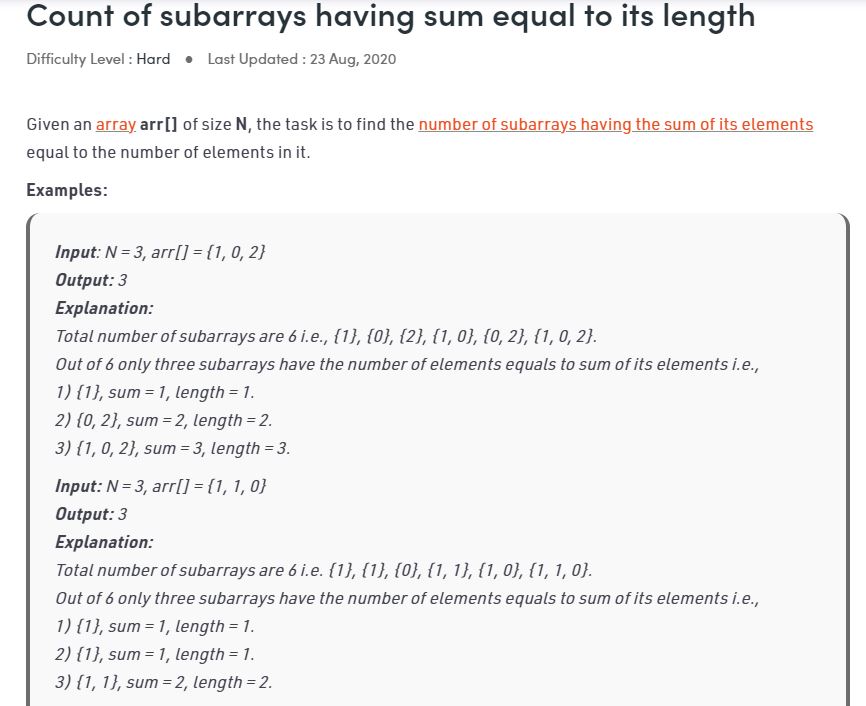 Count of subarrays having sum equal to its length
Difficulty Level : Hard ● Last Updated : 23 Aug, 2020
Given an array arr[] of size N, the task is to find the number of subarrays having the sum of its elements
equal to the number of elements in it.
Examples:
Input: N = 3, arr[] = {1, 0, 2}
Output: 3
Explanation:
Total number of subarrays are 6 i.e., {1}, {0}, {2}, {1, 0}, {0, 2}, {1, 0, 2}.
Out of 6 only three subarrays have the number of elements equals to sum of its elements i.e.,
1) {1}, sum = 1, length = 1.
2) {0, 2}, sum = 2, length = 2.
3) {1, 0, 2}, sum = 3, length = 3.
Input: N = 3, arr[] = {1, 1, 0}
Output: 3
Explanation:
Total number of subarrays are 6 i.e. {1}, {1}, {0}, {1, 1}, {1, 0}, {1, 1, 0}.
Out of 6 only three subarrays have the number of elements equals to sum of its elements i.e.,
1) {1}, sum = 1, length = 1.
2) {1}, sum = 1, length = 1.
3) {1, 1}, sum = 2, length = 2.